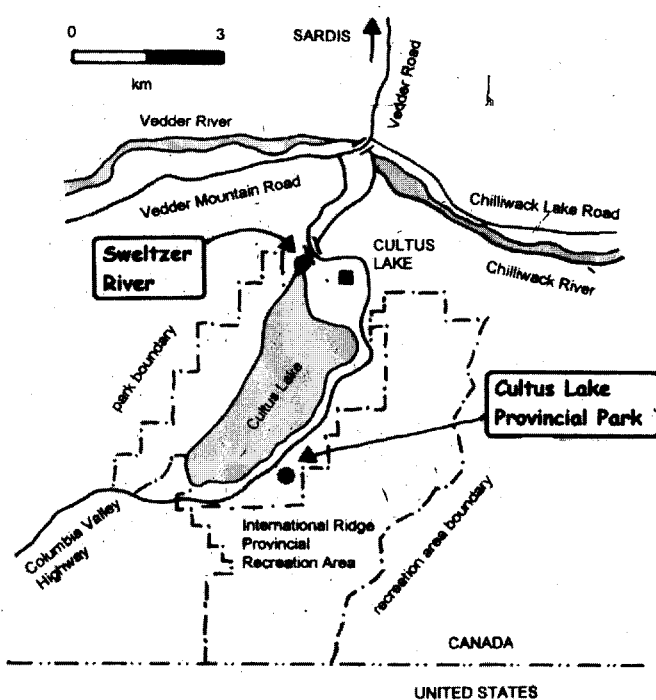 0 3
km
SARDIS
Vedder Road
Vedder River
Vedder Mountain Road
Chilliwack Lake Road
Chilliwack River
Sweltzer
River
CULTUS
LAKE
park boundary
Cultus Lake
Cultus Lake
Provincial Park
Columbia Valley
Highway
International Ridge
Provincial
Recreation Area
recreation area boundary
CANADA
UNITED STATES